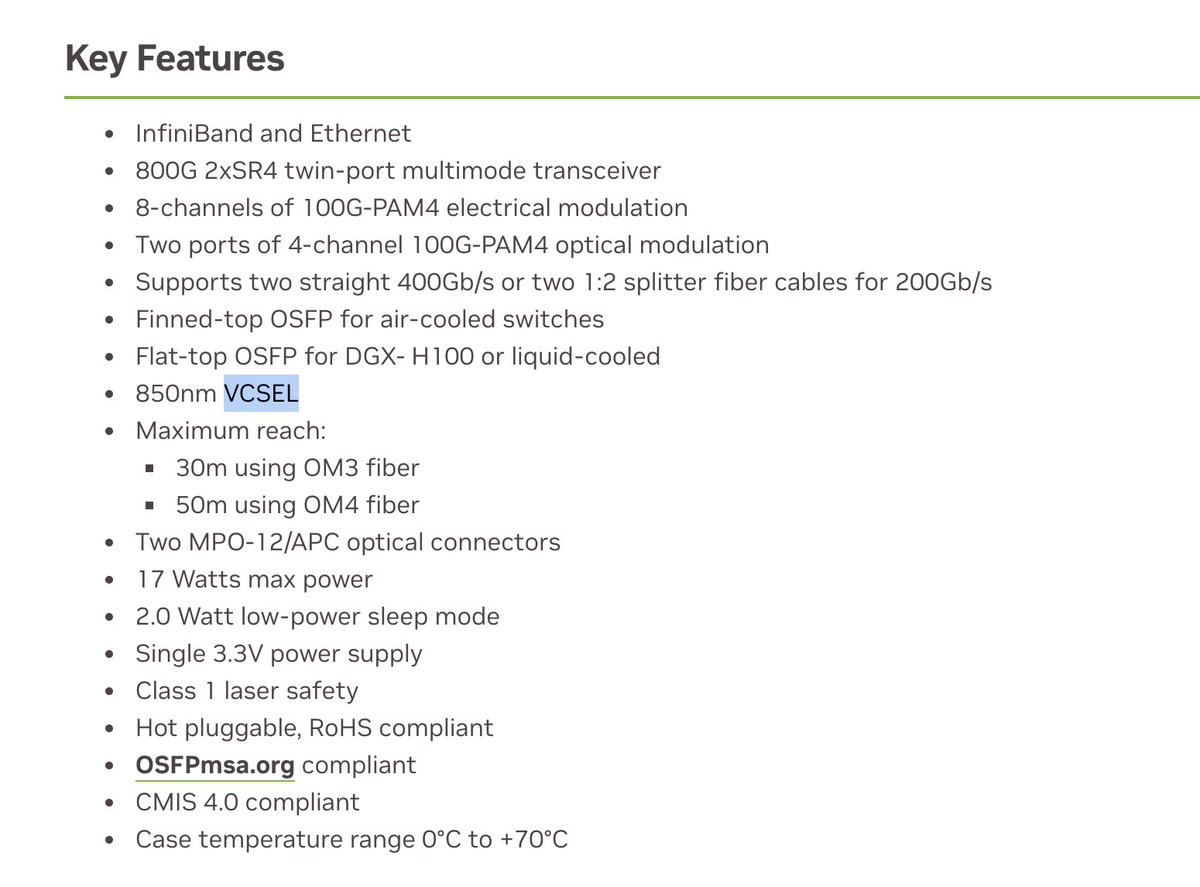 Key Features
InfiniBand and Ethernet
800G 2xSR4 twin-port multimode transceiver
8-channels of 100G-PAM4 electrical modulation
Two ports of 4-channel 100G-PAM4 optical modulation
Supports two straight 400Gb/s or two 1:2 splitter fiber cables for 200Gb/s
Finned-top OSFP for air-cooled switches
Flat-top OSFP for DGX- H100 or liquid-cooled
850nm VCSEL
Maximum reach:
30m using OM3 fiber
50m using OM4 fiber
Two MPO-12/APC optical connectors
17 Watts max power
2.0 Watt low-power sleep mode
Single 3.3V power supply
Class 1 laser safety
Hot pluggable, RoHS compliant
OSFPmsa.org compliant
CMIS 4.0 compliant
Case temperature range 0°C to +70°C